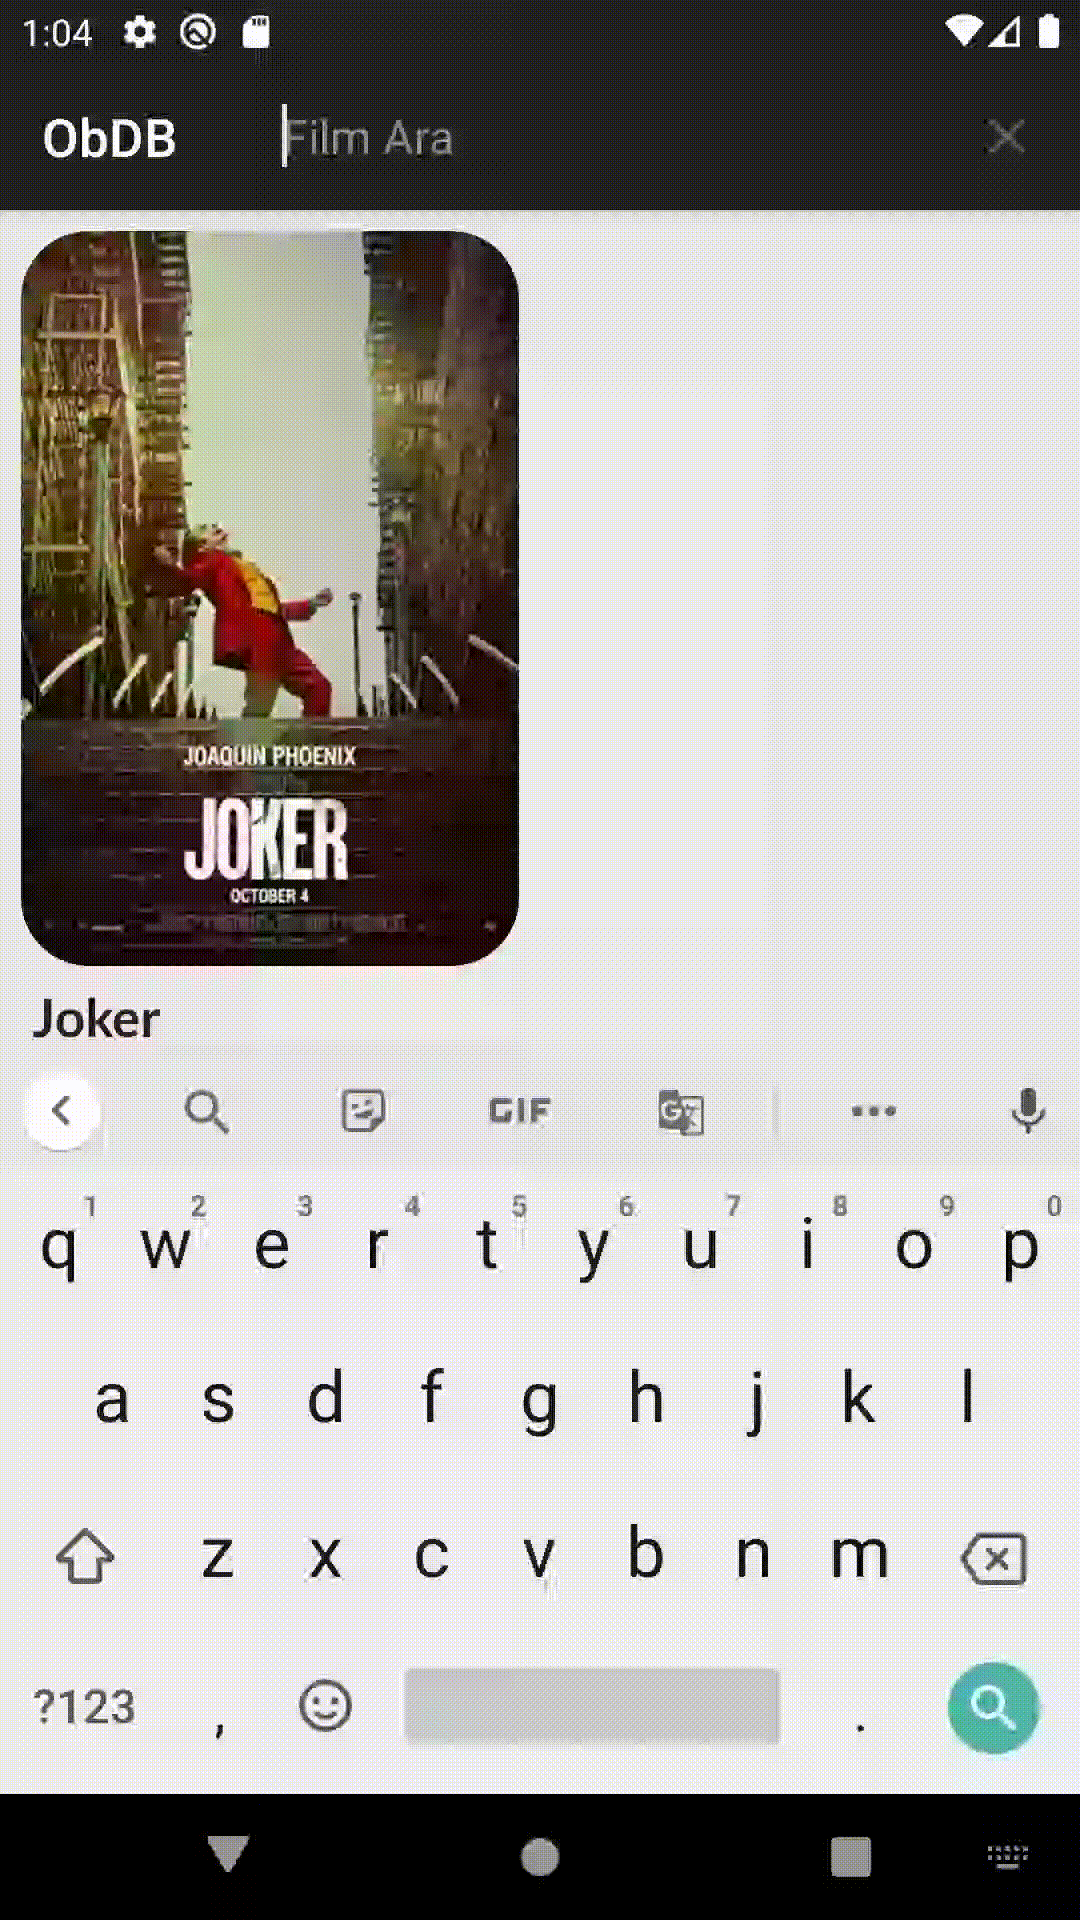 1:04
ObDB Film Ara
JOAQUIN PHOENIX
JOKER
OCTOBER 4
Joker
GIF
1 2 3 4 5 6 7 8 9 0
q w e r t y u i o p
a s d f g h j k l
z x c v b n m
?123 , .